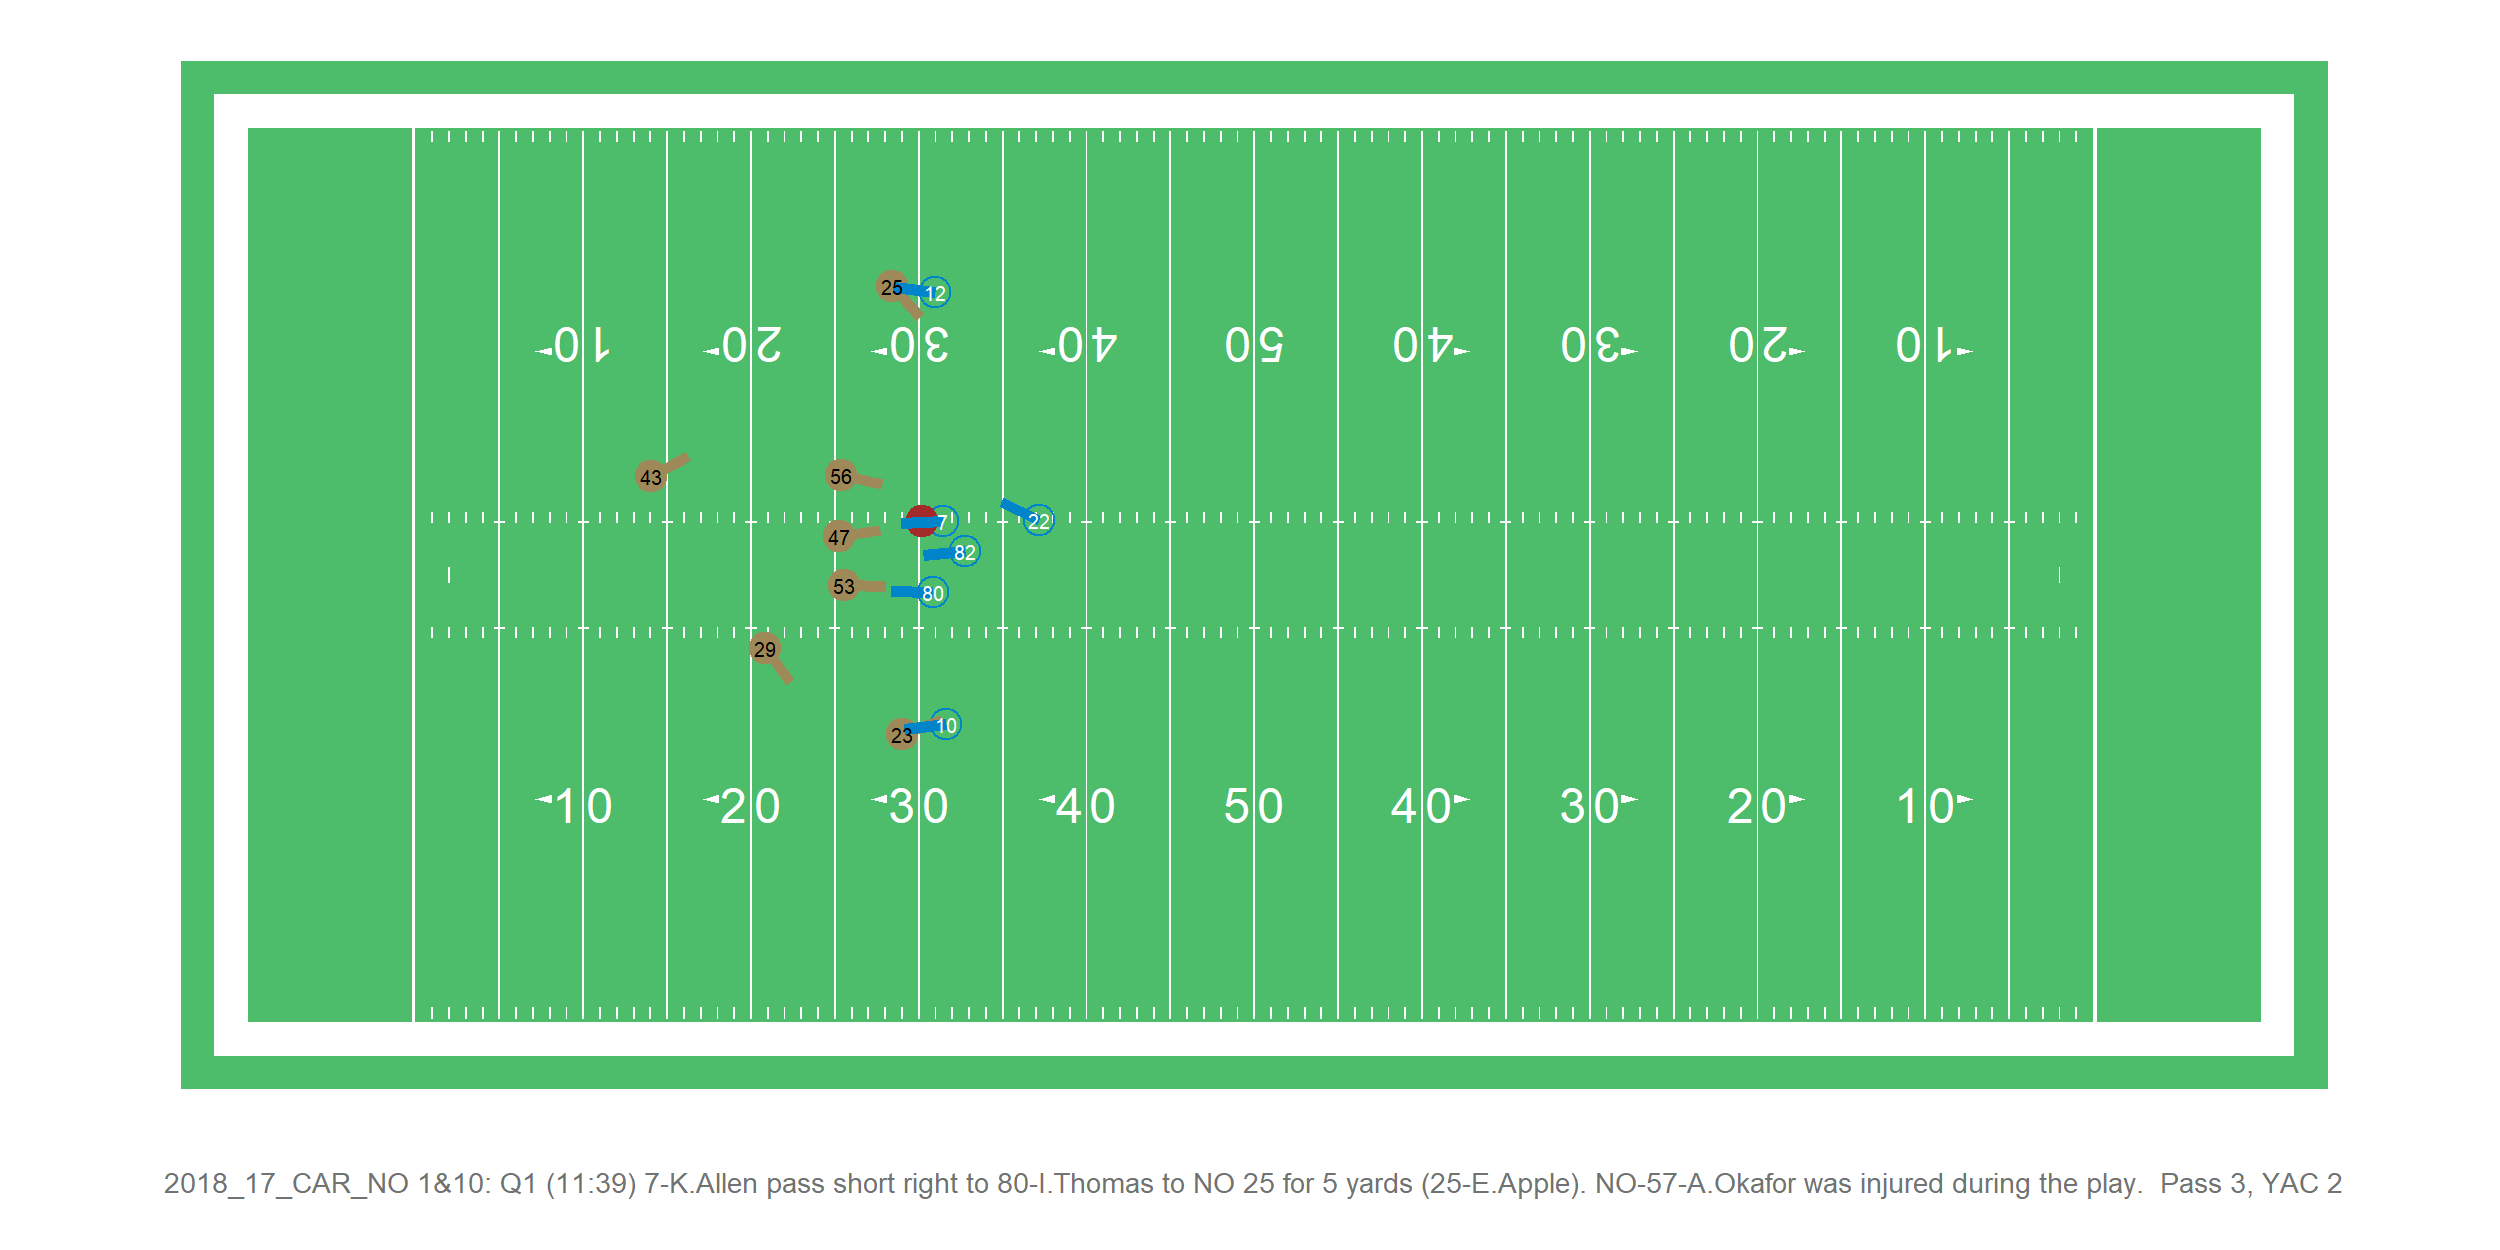 25 12
10 20 30 40 50 40 30 20 10
43 56
7 22
47
82
53 80
29
23 10
10 20 30 40 50 40 30 20 10
2018_17_CAR_NO 1&10: Q1 (11:39) 7-K.Allen pass short right to 80-I.Thomas to NO 25 for 5 yards (25-E.Apple). NO-57-A.Okafor was injured during the play.  Pass 3, YAC 2